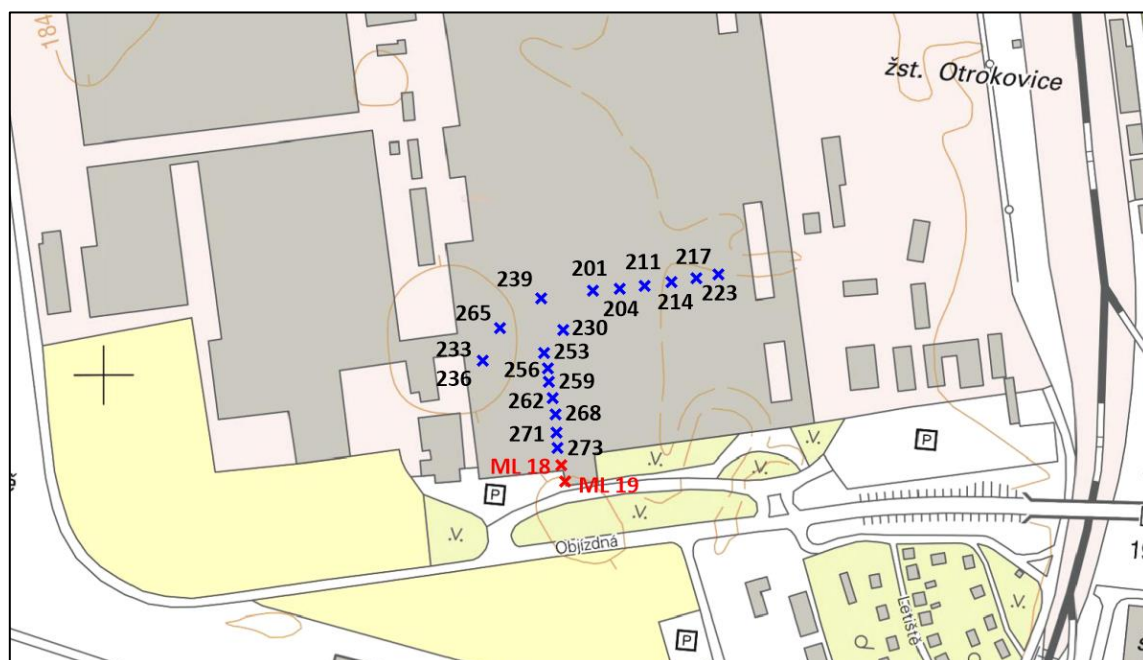 184
žst. Otrokovice
217
211
201
239
223
214
204
265
230
233
253
236
256
259
262
268
271
273
ML 18
ML 19
P
P
.V.
.V.
.V.
.V.
.V.
.V.
Objízdná
Letiště
P